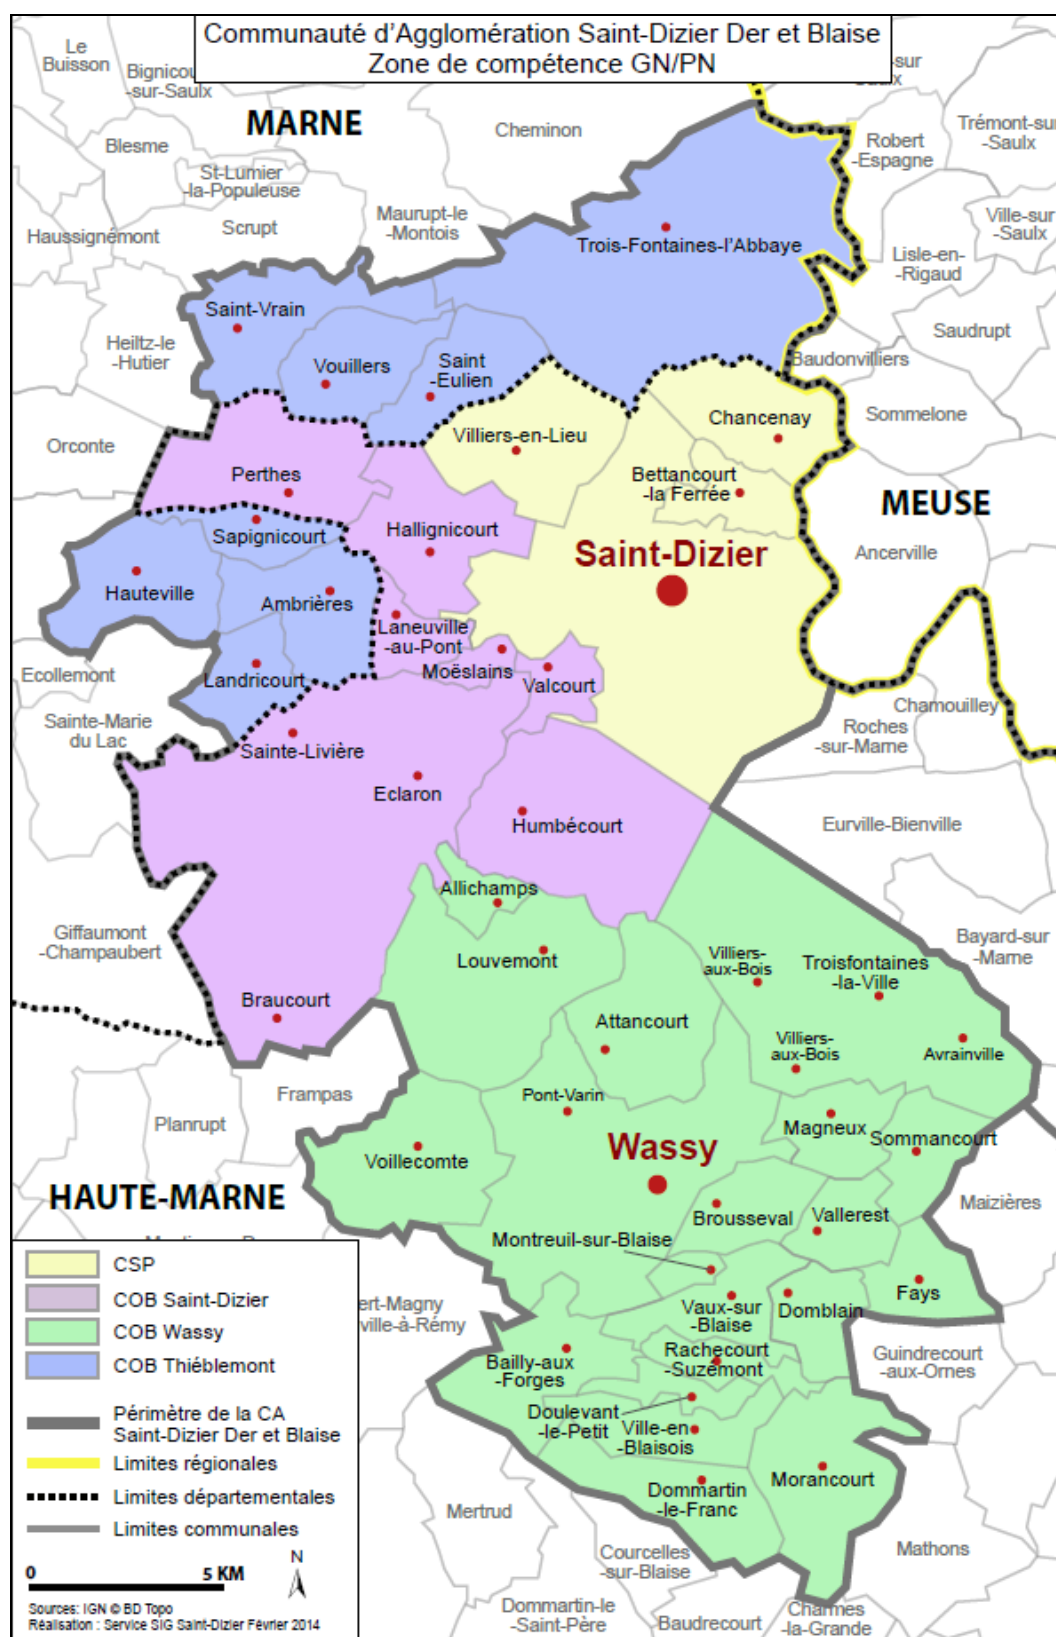 Communauté d'Agglomération Saint-Dizier Der et Blaise
Zone de compétence GN/PN
Le
Buisson
-sur-Saulx
-sur
MARNE
Cheminon
Blesme
Robert
-Espagne
Trémont-sur
-Saulx
St-Lumier
-la-Populeuse
Scrupt
Maurupt-le
-Montois
Haussignémont
Ville-sur
-Saulx
Trois-Fontaines-l'Abbaye
Lisle-en-
-Rigaud
Saint-Vrain
Heiltz-le
-Hutier
Vouillers
Saint
-Eulien
Saudrupt
Baudonvilliers
Sommelone
Chancenay
Villiers-en-Lieu
Orconte
Perthes
Bettancourt
-la Ferrée
MEUSE
Hallignicourt
Sapignicourt
Saint-Dizier
Ancerville
Hauteville
Ambrières
Laneuville
-au-Pont
Moëslains
Valcourt
Landricourt
Ecollemont
Sainte-Marie
du Lac
Sainte-Livière
Chamouilley
Roches
-sur-Marne
Eclaron
Humbécourt
Eurville-Bienville
Allichamps
Giffaumont
-Champaubert
Louvemont
Villiers-
aux-Bois
Troisfontaines
-la-Ville
Bayard-sur
-Marne
Braucourt
Attancourt
Villiers-
aux-Bois
Avrainville
Frampas
Pont-Varin
Planrupt
Magneux
Sommancourt
Voillecomte
Wassy
HAUTE-MARNE
Maizières
Brousseval
Vallerest
Montreuil-sur-Blaise
Fays
Vaux-sur
-Blaise
Domblain
ert-Magny
ville-à-Rémy
Bailly-aux
-Forges
Rachecourt
-Suzémont
Guindrecourt
-aux-Ornes
Doulevant
-le-Petit
Ville-en
-Blaisois
Dommartin
-le-Franc
Morancourt
Mertrud
Courcelles
-sur-Blaise
Mathons
Dommartin-le
-Saint-Père
Baudrecourt
Charmes
-la-Grande
CSP
COB Saint-Dizier
COB Wassy
COB Thiéblemont
Périmètre de la CA
Saint-Dizier Der et Blaise
Limites régionales
Limites départementales
Limites communales
N
0 5 KM
Sources: IGN © BD Topo
Réalisation : Service SIG Saint-Dizier Février 2014